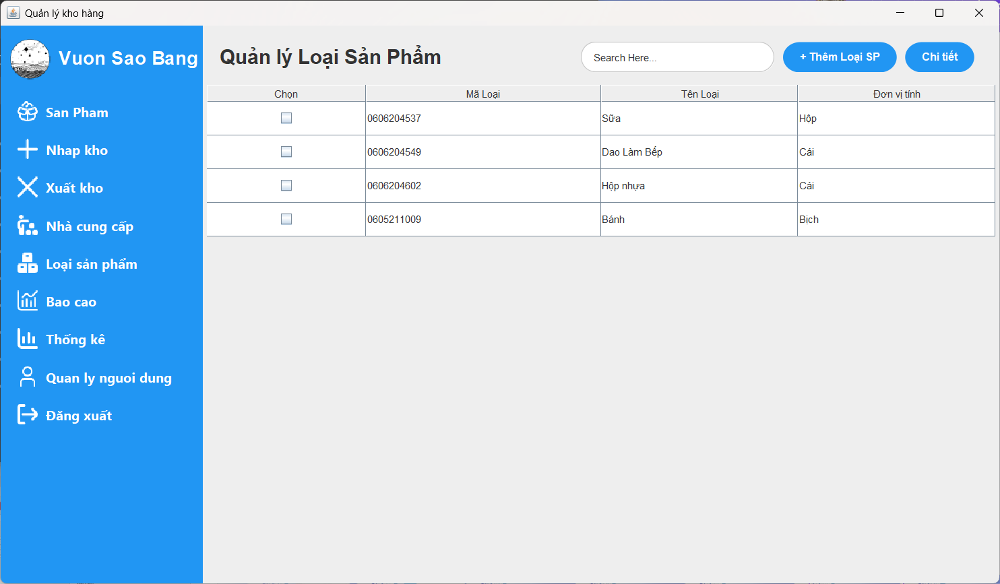 Quản lý kho hàng
Vuon Sao Bang
San Pham
Nhap kho
Xuất kho
Nhà cung cấp
Loại sản phẩm
Bao cao
Thống kê
Quan ly nguoi dung
Đăng xuất
Quản lý Loại Sản Phẩm
Search Here...
+ Thêm Loại SP
Chi tiết
Chọn Mã Loại Tên Loại Đơn vị tính
0606204537 Sữa Hộp
0606204549 Dao Làm Bếp Cái
0606204602 Hộp nhựa Cái
0605211009 Bánh Bịch